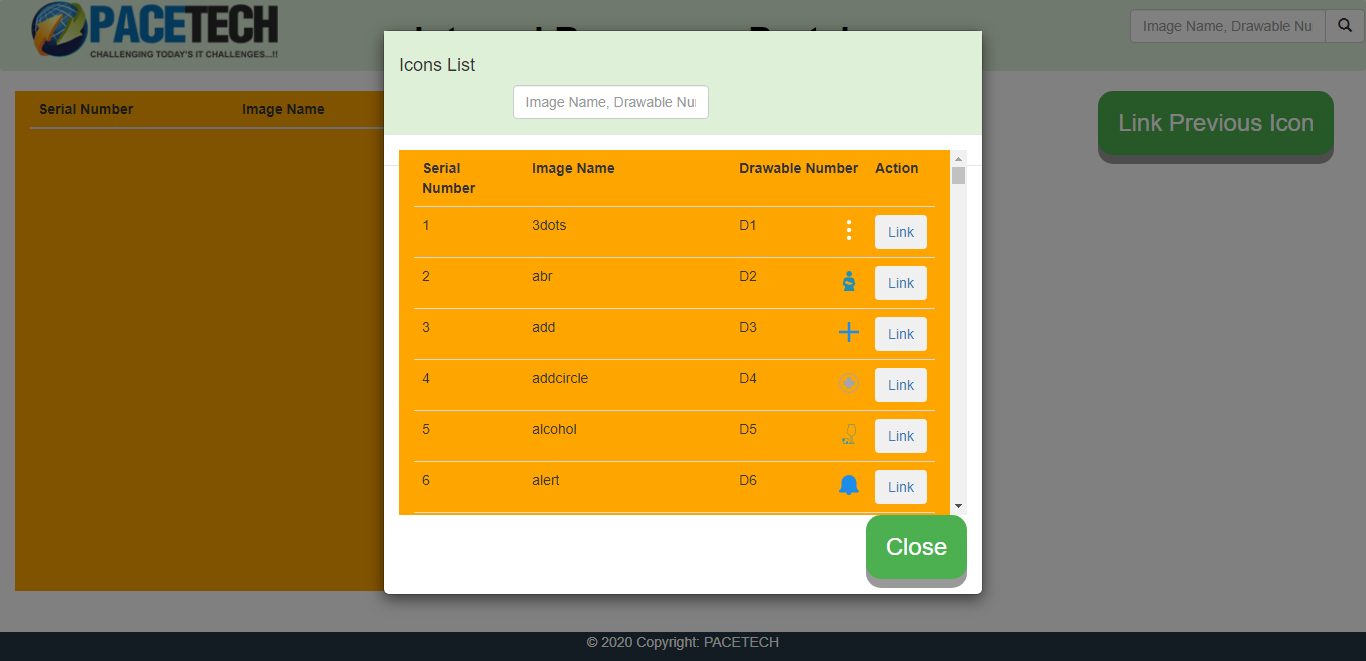 PACETECH
CHALLENGING TODAY'S IT CHALLENGES...!!
Image Name, Drawable Nu
Serial Number Image Name
Link Previous Icon
Icons List
Image Name, Drawable Nu
Serial Number Image Name Drawable Number Action
1 3dots D1 Link
2 abr D2 Link
3 add D3 Link
4 addcircle D4 Link
5 alcohol D5 Link
6 alert D6 Link
Close
© 2020 Copyright: PACETECH